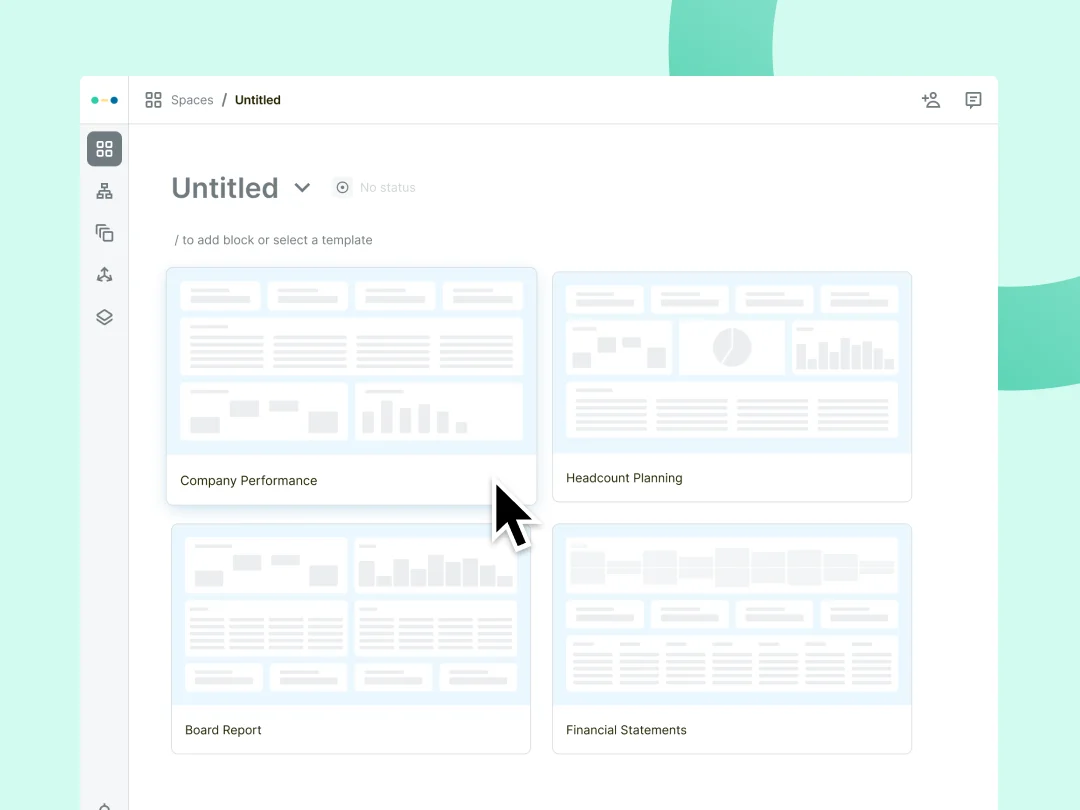 Spaces / Untitled
Untitled
No status
/ to add block or select a template
Company Performance
Headcount Planning
Board Report
Financial Statements